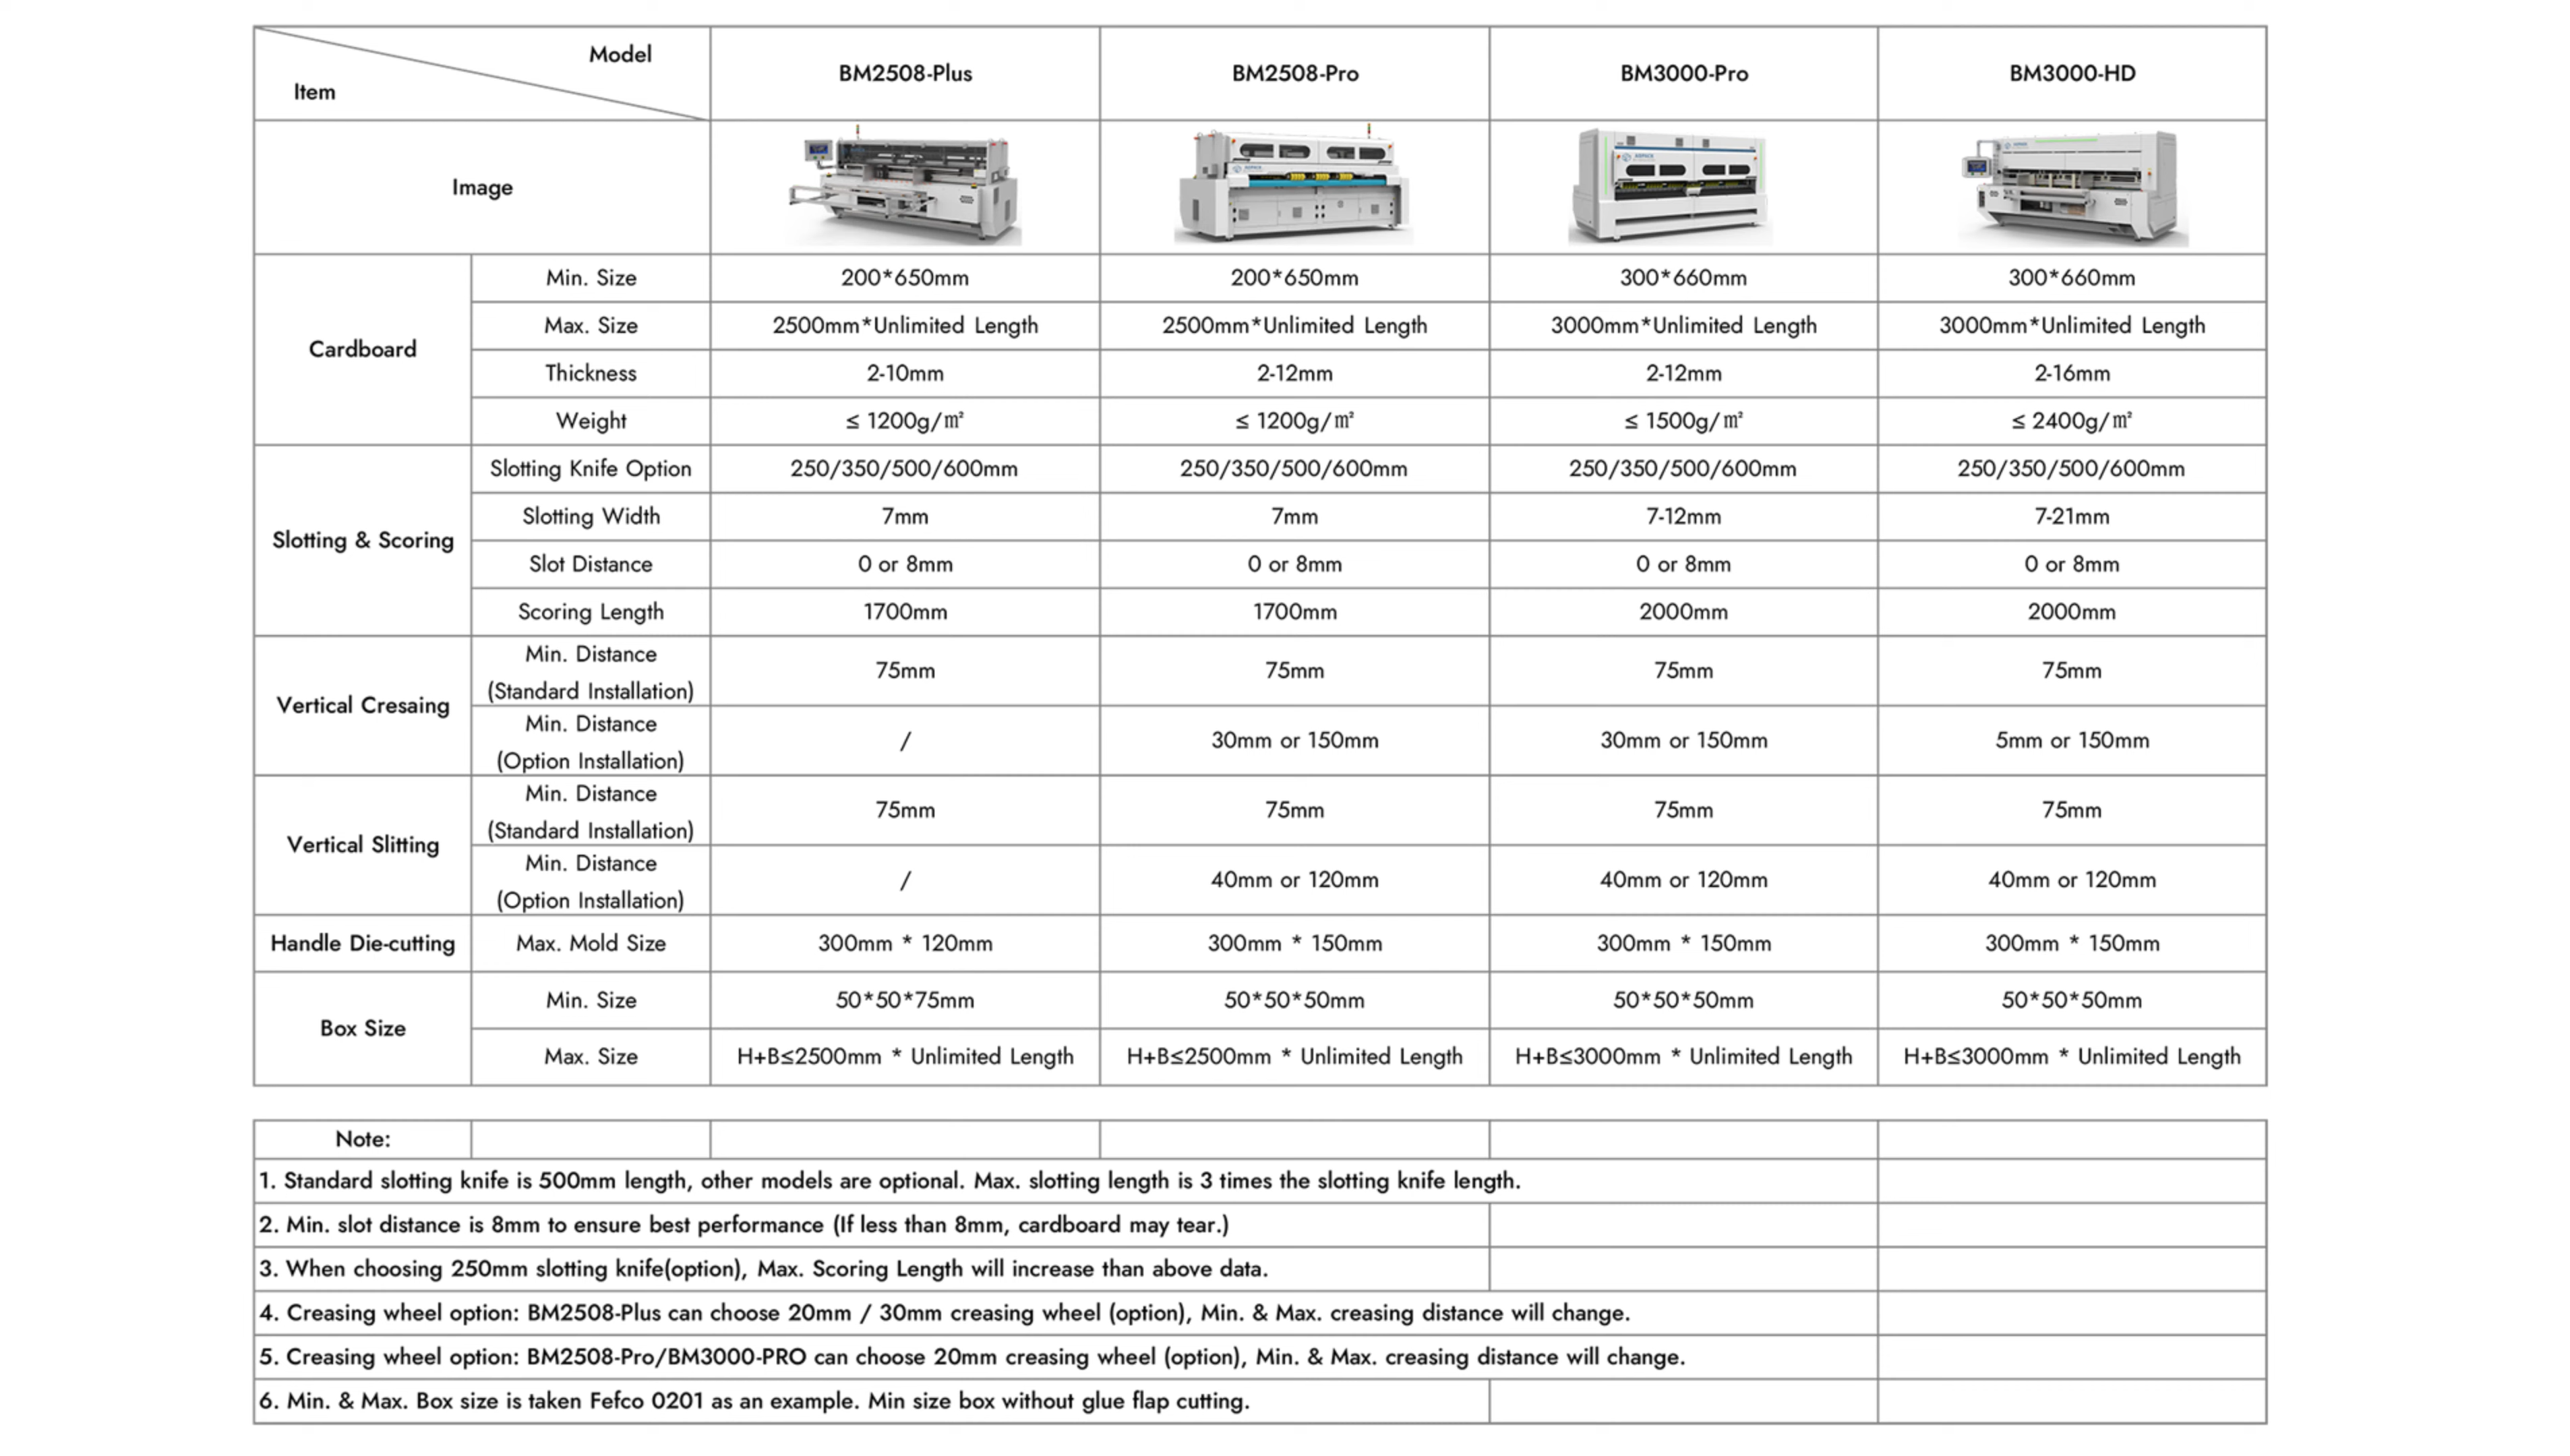 Model
Item
BM2508-Plus
BM2508-Pro
BM3000-Pro
BM3000-HD
Image
Cardboard
Min. Size
200*650mm
200*650mm
300*660mm
300*660mm
Max. Size
2500mm*Unlimited Length
2500mm*Unlimited Length
3000mm*Unlimited Length
3000mm*Unlimited Length
Thickness
2-10mm
2-12mm
2-12mm
2-16mm
Weight
≤ 1200g/㎡
≤ 1200g/㎡
≤ 1500g/㎡
≤ 2400g/㎡
Slotting & Scoring
Slotting Knife Option
250/350/500/600mm
250/350/500/600mm
250/350/500/600mm
250/350/500/600mm
Slotting Width
7mm
7mm
7-12mm
7-21mm
Slot Distance
0 or 8mm
0 or 8mm
0 or 8mm
0 or 8mm
Scoring Length
1700mm
1700mm
2000mm
2000mm
Vertical Cresaing
Min. Distance
(Standard Installation)
75mm
75mm
75mm
75mm
Min. Distance
(Option Installation)
/
30mm or 150mm
30mm or 150mm
5mm or 150mm
Vertical Slitting
Min. Distance
(Standard Installation)
75mm
75mm
75mm
75mm
Min. Distance
(Option Installation)
/
40mm or 120mm
40mm or 120mm
40mm or 120mm
Handle Die-cutting
Max. Mold Size
300mm * 120mm
300mm * 150mm
300mm * 150mm
300mm * 150mm
Box Size
Min. Size
50*50*75mm
50*50*50mm
50*50*50mm
50*50*50mm
Max. Size
H+B≤2500mm * Unlimited Length
H+B≤2500mm * Unlimited Length
H+B≤3000mm * Unlimited Length
H+B≤3000mm * Unlimited Length
Note:
1. Standard slotting knife is 500mm length, other models are optional. Max. slotting length is 3 times the slotting knife length.
2. Min. slot distance is 8mm to ensure best performance (If less than 8mm, cardboard may tear.)
3. When choosing 250mm slotting knife(option), Max. Scoring Length will increase than above data.
4. Creasing wheel option: BM2508-Plus can choose 20mm / 30mm creasing wheel (option), Min. & Max. creasing distance will change.
5. Creasing wheel option: BM2508-Pro/BM3000-PRO can choose 20mm creasing wheel (option), Min. & Max. creasing distance will change.
6. Min. & Max. Box size is taken Fefco 0201 as an example. Min size box without glue flap cutting.